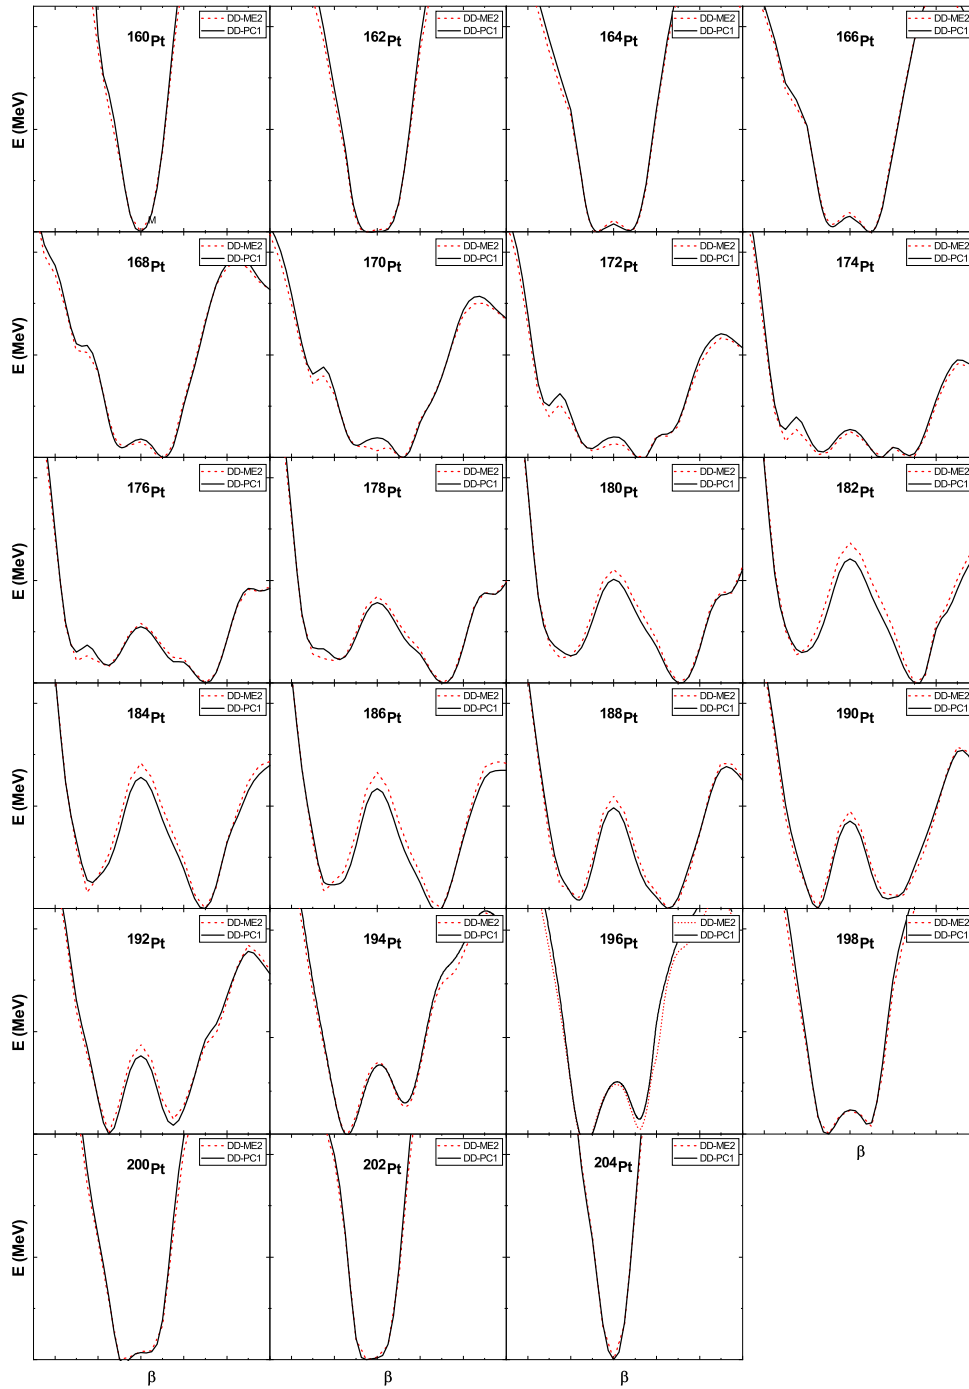 160Pt
DD-ME2
DD-PC1
162Pt
DD-ME2
DD-PC1
164Pt
DD-ME2
DD-PC1
166Pt
DD-ME2
DD-PC1
E (MeV)
M
168Pt
DD-ME2
DD-PC1
170Pt
DD-ME2
DD-PC1
172Pt
DD-ME2
DD-PC1
174Pt
DD-ME2
DD-PC1
E (MeV)
176Pt
DD-ME2
DD-PC1
178Pt
DD-ME2
DD-PC1
180Pt
DD-ME2
DD-PC1
182Pt
DD-ME2
DD-PC1
E (MeV)
184Pt
DD-ME2
DD-PC1
186Pt
DD-ME2
DD-PC1
188Pt
DD-ME2
DD-PC1
190Pt
DD-ME2
DD-PC1
E (MeV)
192Pt
DD-ME2
DD-PC1
194Pt
DD-ME2
DD-PC1
196Pt
DD-ME2
DD-PC1
198Pt
DD-ME2
DD-PC1
E (MeV)
β
200Pt
DD-ME2
DD-PC1
202Pt
DD-ME2
DD-PC1
204Pt
DD-ME2
DD-PC1
E (MeV)
β
β
β